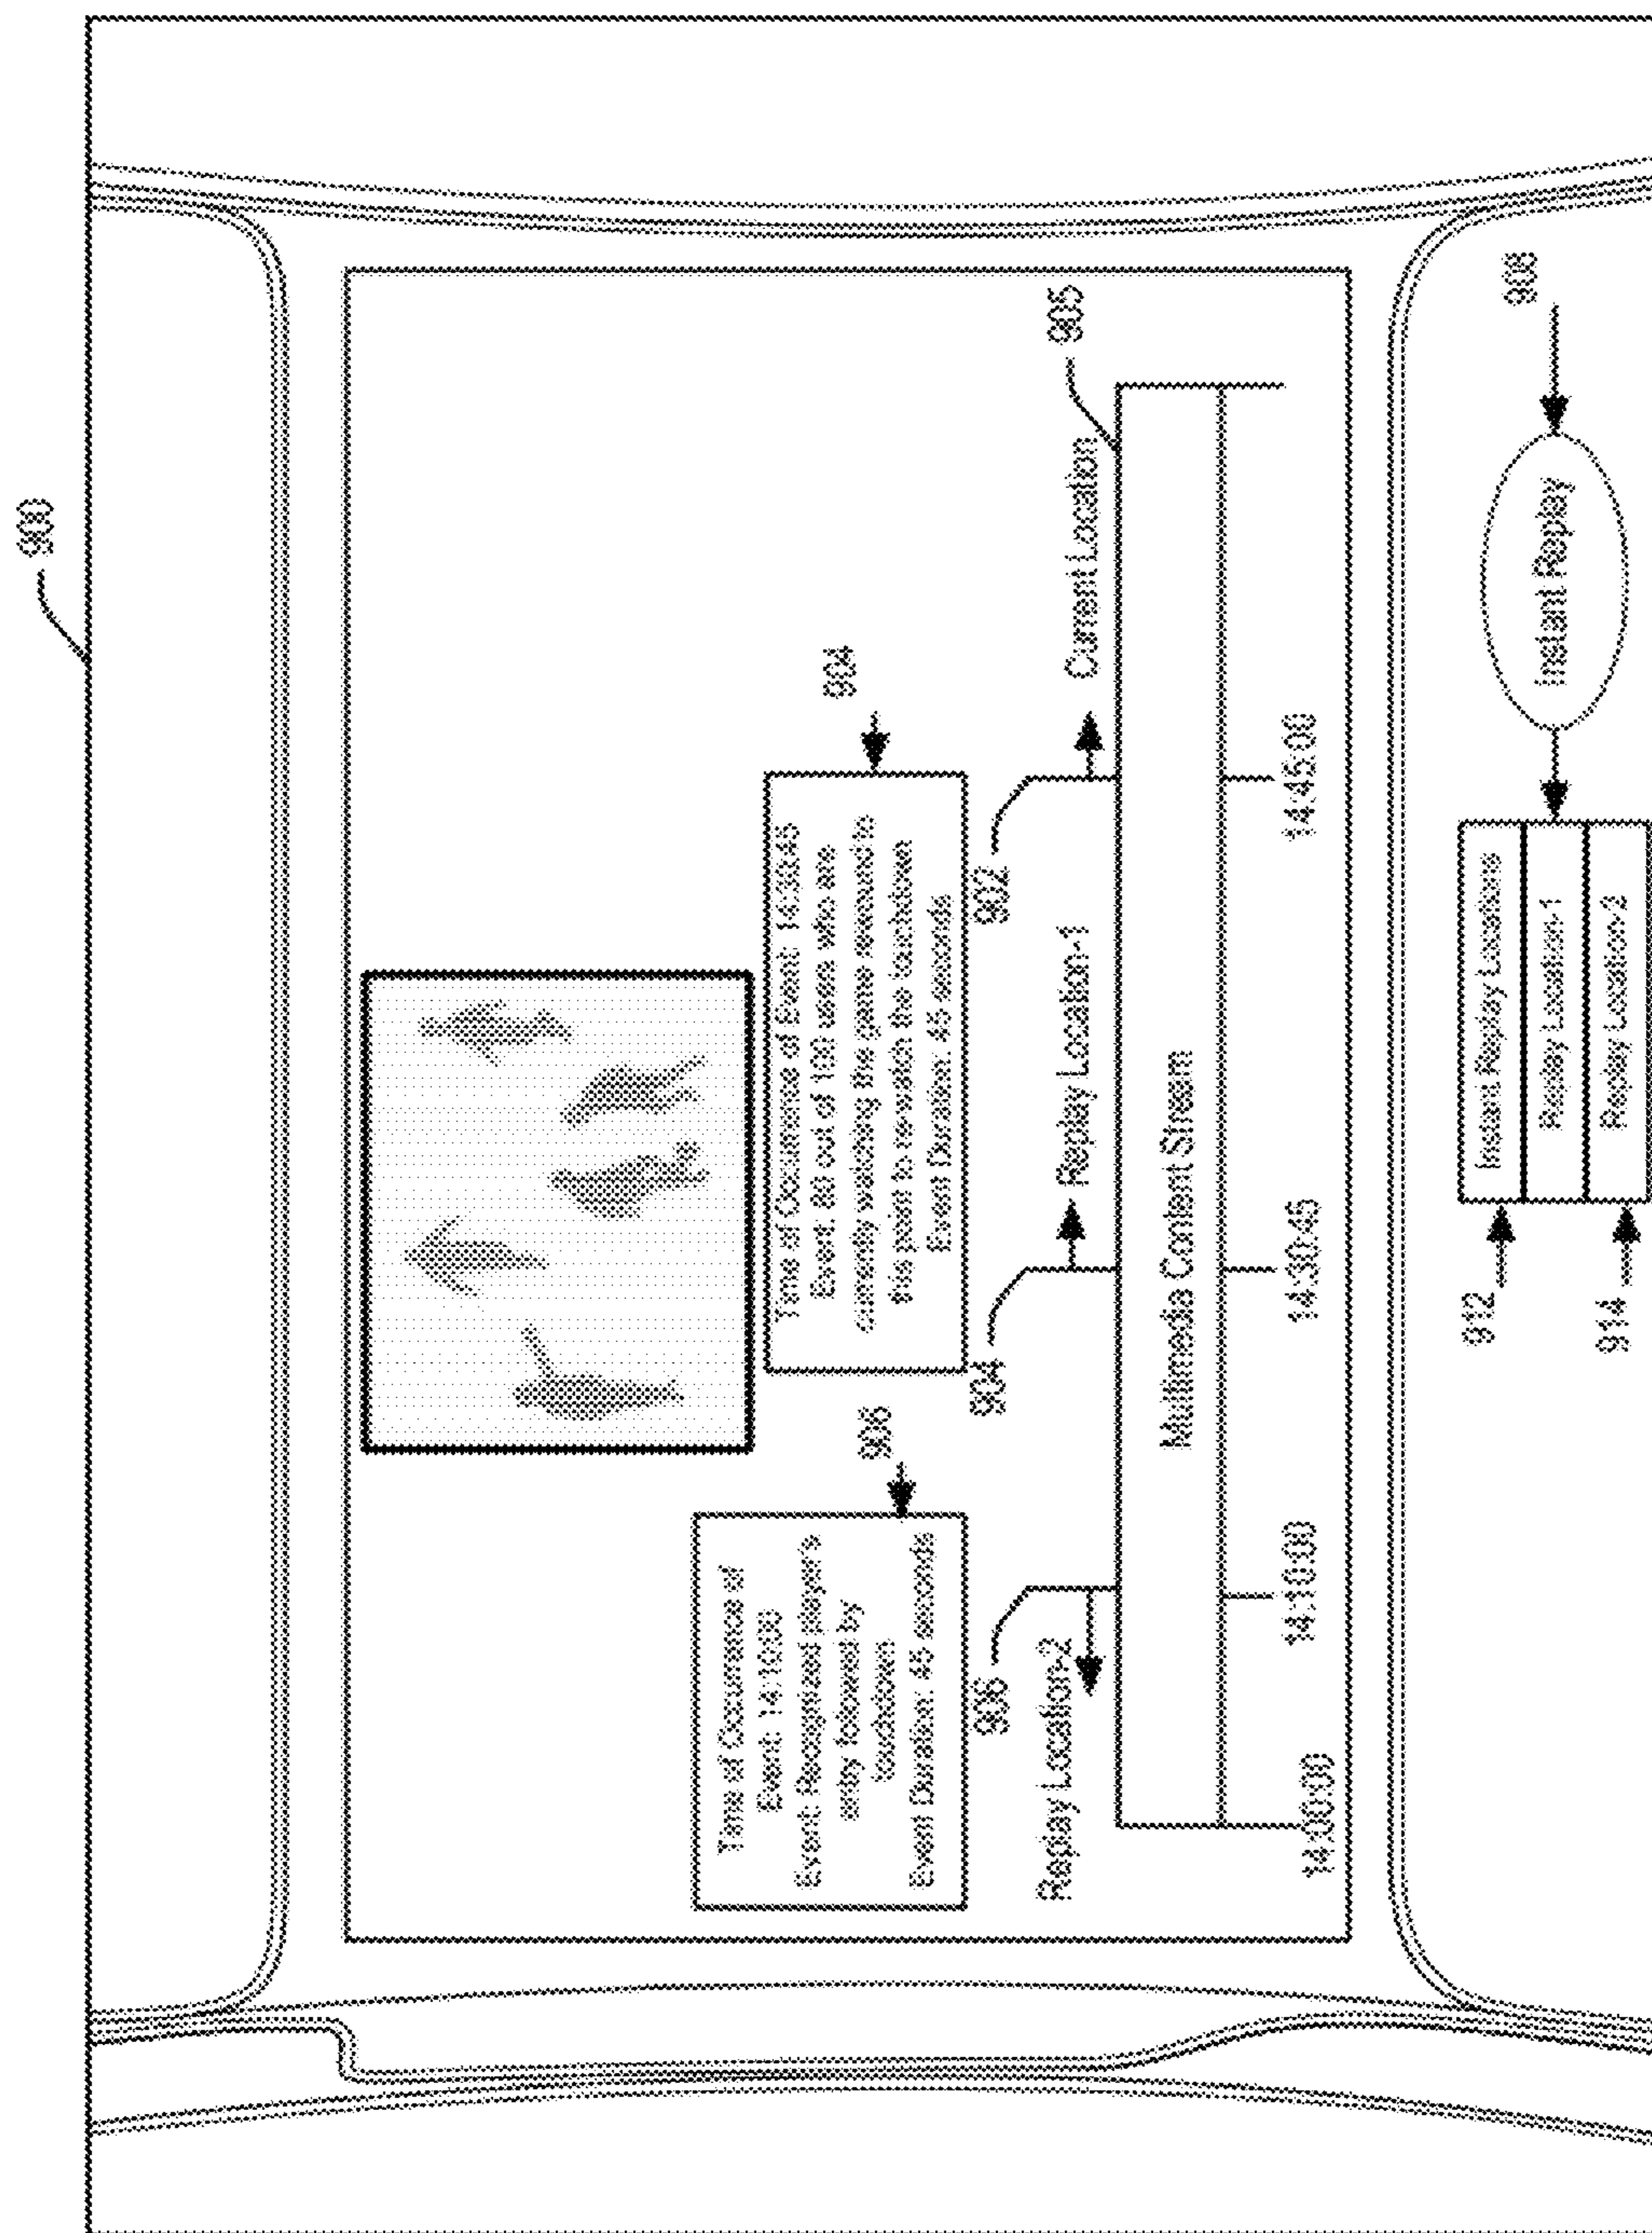 900
Time of Occurance of Event: 14:30:45
Event: 80 out of 100 users who are
currently watching the game rewound to
this point to re-watch the touchdown
Event Duration: 45 seconds
904
906
Time of Occurance of
Event: 14:10:00
Event: Recognized player's
entry followed by
touchdown
Event Duration: 45 seconds
906
Replay Location-2
904
Replay Location-1
902
Current Location
905
Multimedia Content Stream
14:00:00
14:10:00
14:30:45
14:45:00
912
Instant Replay Locations
Replay Location-1
Replay Location-2
914
Instant Replay
908